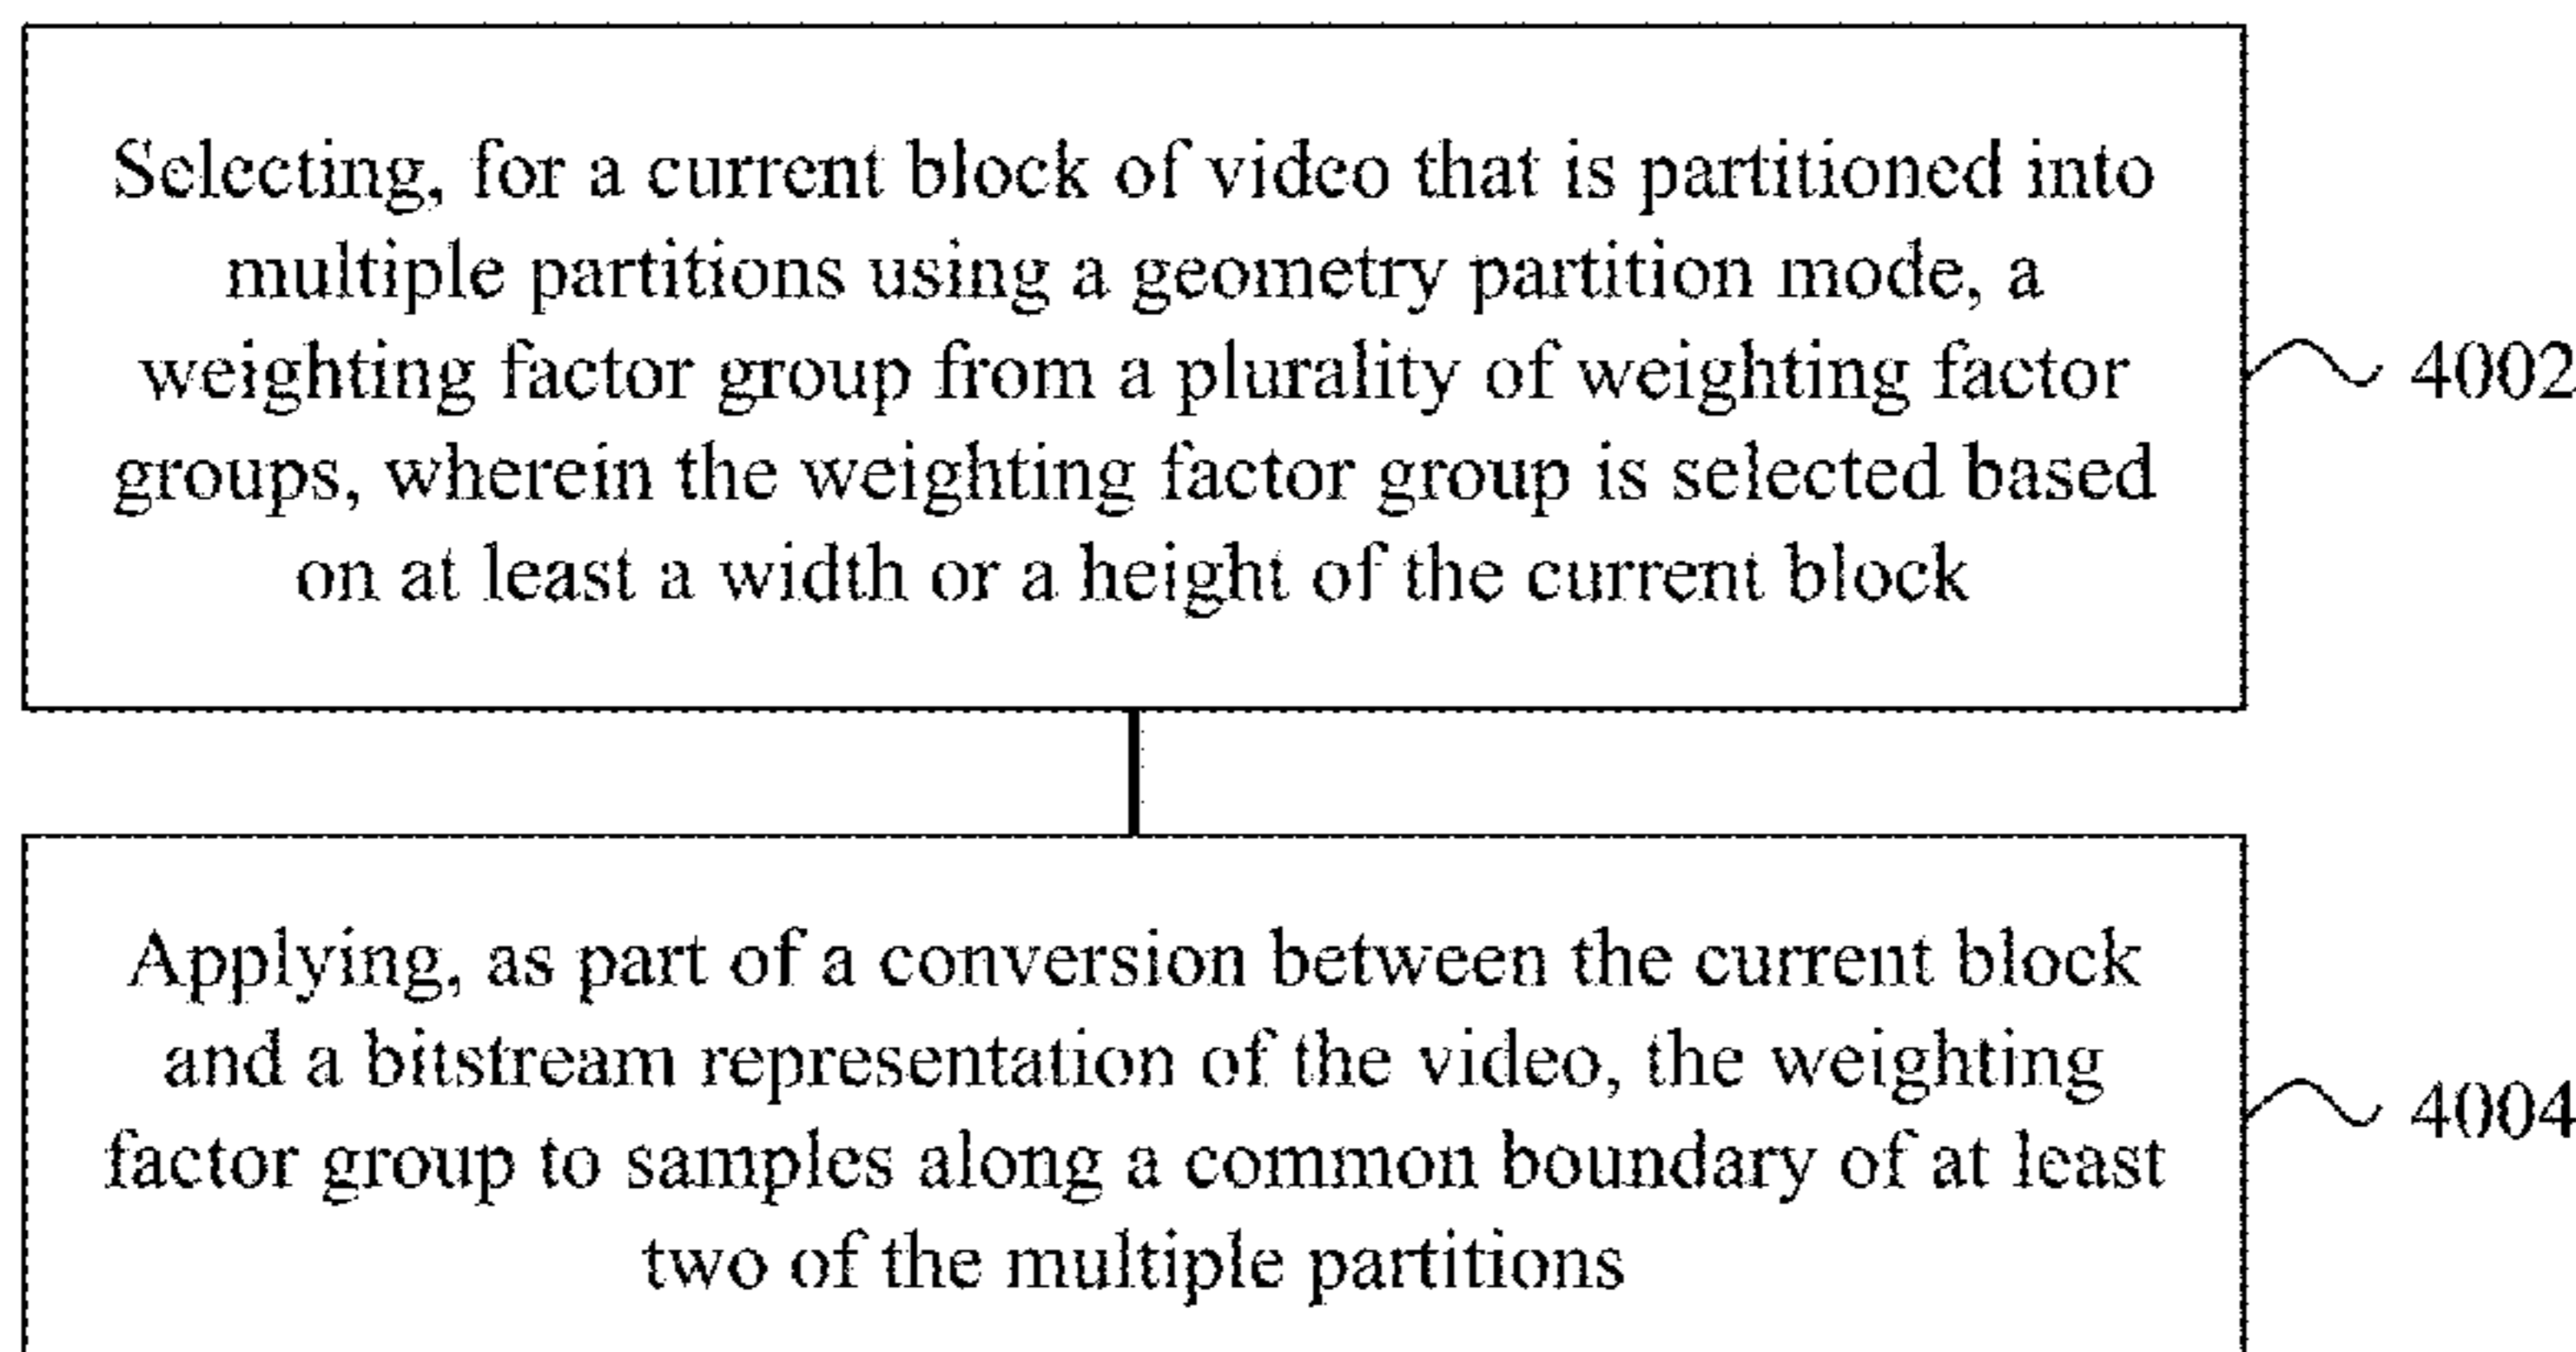 Selecting, for a current block of video that is partitioned into
multiple partitions using a geometry partition mode, a
weighting factor group from a plurality of weighting factor
groups, wherein the weighting factor group is selected based
on at least a width or a height of the current block
4002
Applying, as part of a conversion between the current block
and a bitstream representation of the video, the weighting
factor group to samples along a common boundary of at least
two of the multiple partitions
4004